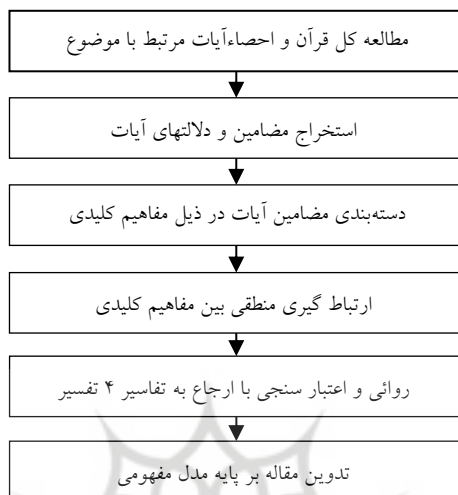 مطالعه کل قرآن و احصاءآیات مرتبط با موضوع
استخراج مضامین و دلالتهای آیات
دسته‌بندی مضامین آیات در ذیل مفاهیم کلیدی
ارتباط گیری منطقی بین مفاهیم کلیدی
روائی و اعتبار سنجی با ارجاع به تفاسیر ۴ تفسیر
تدوین مقاله بر پایه مدل مفهومی